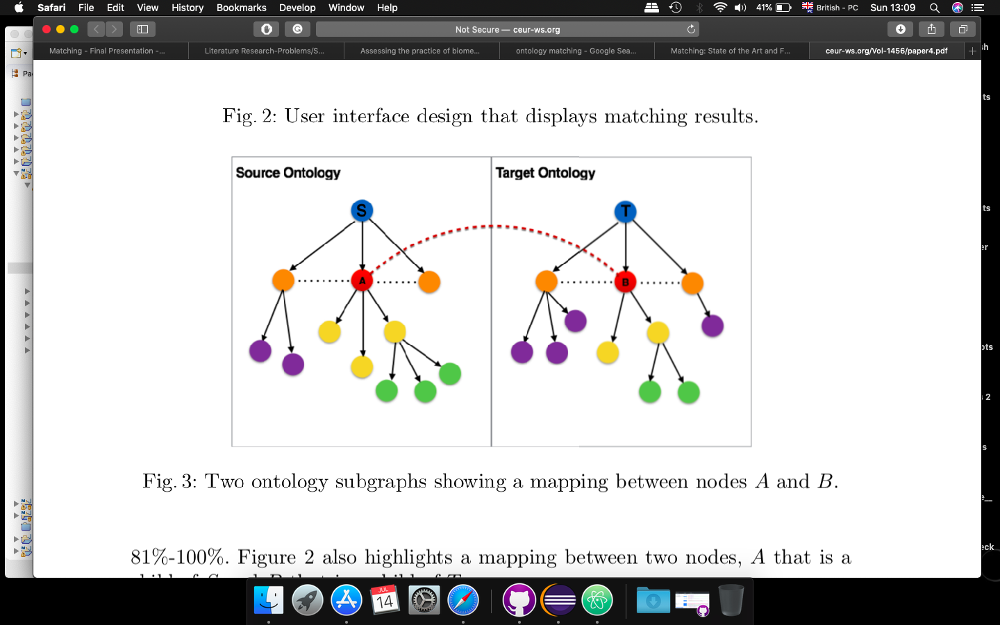 Safari File Edit View History Bookmarks Develop Window Help 41% British - PC Sun 13:09
Not Secure — ceur-ws.org
Matching - Final Presentation -... Literature Research-Problems/S... Assessing the practice of biome... ontology matching - Google Sea... Matching: State of the Art and F... ceur-ws.org/Vol-1456/paper4.pdf
Fig. 2: User interface design that displays matching results.
Source Ontology Target Ontology
S T
A B
Fig. 3: Two ontology subgraphs showing a mapping between nodes A and B.
81%-100%. Figure 2 also highlights a mapping between two nodes, A that is a
JUL
14